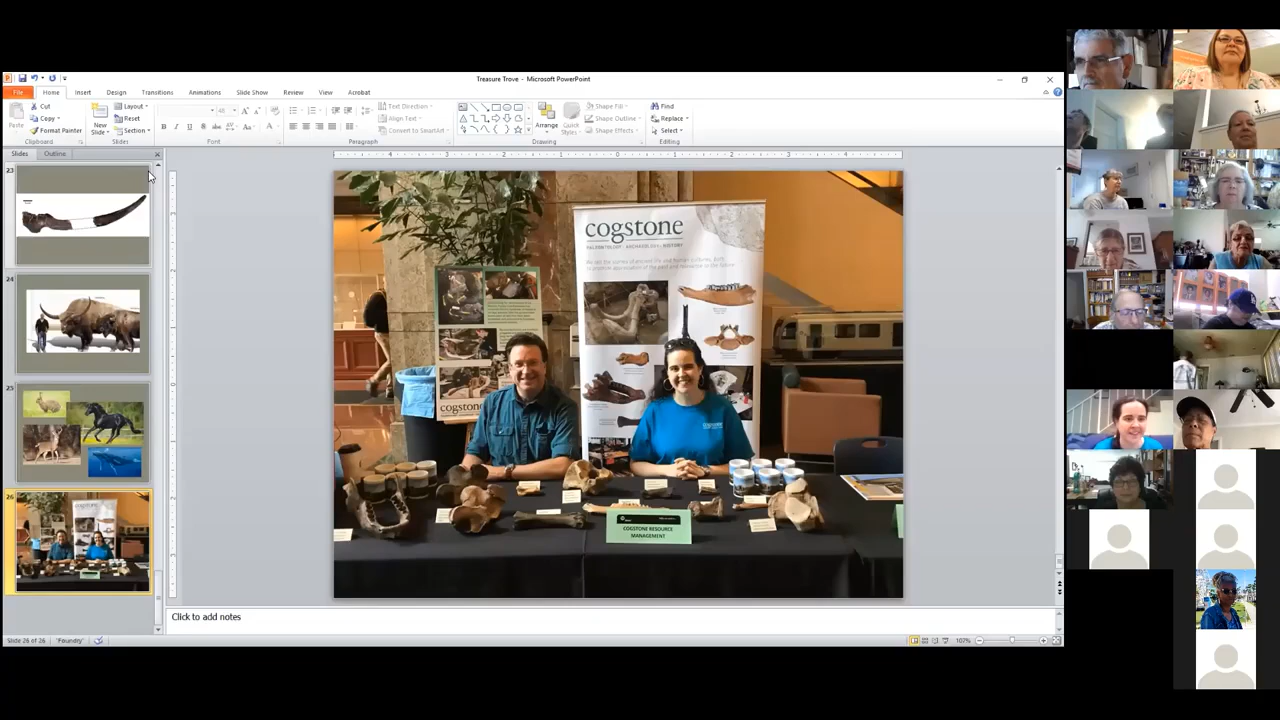 Treasure Trove - Microsoft PowerPoint
File Home Insert Design Transitions Animations Slide Show Review View Acrobat
Cut
Copy
Format Painter
Paste
Clipboard
New Slide
Layout
Reset
Section
Slides
Font
Paragraph
Text Direction
Align Text
Convert to SmartArt
Arrange
Quick Styles
Shape Fill
Shape Outline
Shape Effects
Drawing
Find
Replace
Select
Editing
Slides Outline
23
24
25
26
cogstone
PALEONTOLOGY - ARCHAEOLOGY - HISTORY
cogstone
COGSTONE RESOURCE
MANAGEMENT
Click to add notes
Slide 26 of 26 "Foundry" 107%